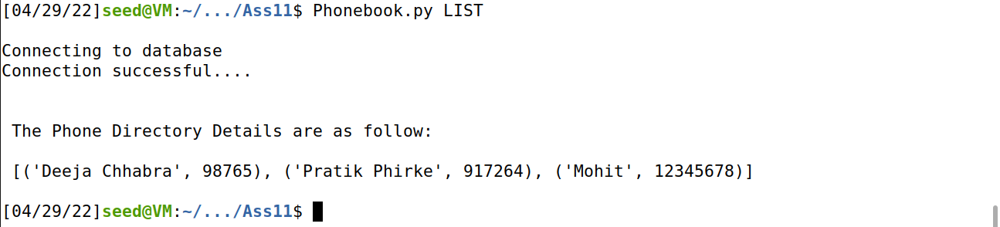 [04/29/22]seed@VM:~/.../Ass11$ Phonebook.py LIST
Connecting to database
Connection successful....
The Phone Directory Details are as follow:
[('Deeja Chhabra', 98765), ('Pratik Phirke', 917264), ('Mohit', 12345678)]
[04/29/22]seed@VM:~/.../Ass11$